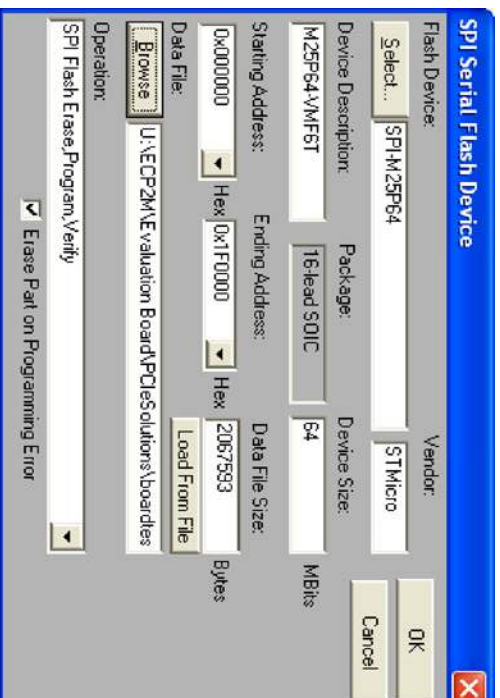 SPI Serial Flash Device
Flash Device:
Vendor:
Select...
SPI-M25P64
STMicro
OK
Cancel
Device Description:
Package:
Device Size:
M25P64-VMF6T
16-lead SOIC
64
MBits
Starting Address:
Ending Address:
Data File Size:
0x000000
Hex
0x1F0000
Hex
2067593
Bytes
Data File:
Load From File
Browse
U:\ECP2M\Evaluation Board\PCIeSolutions\boardtes
Operation:
SPI Flash Erase,Program,Verify
Erase Part on Programming Error